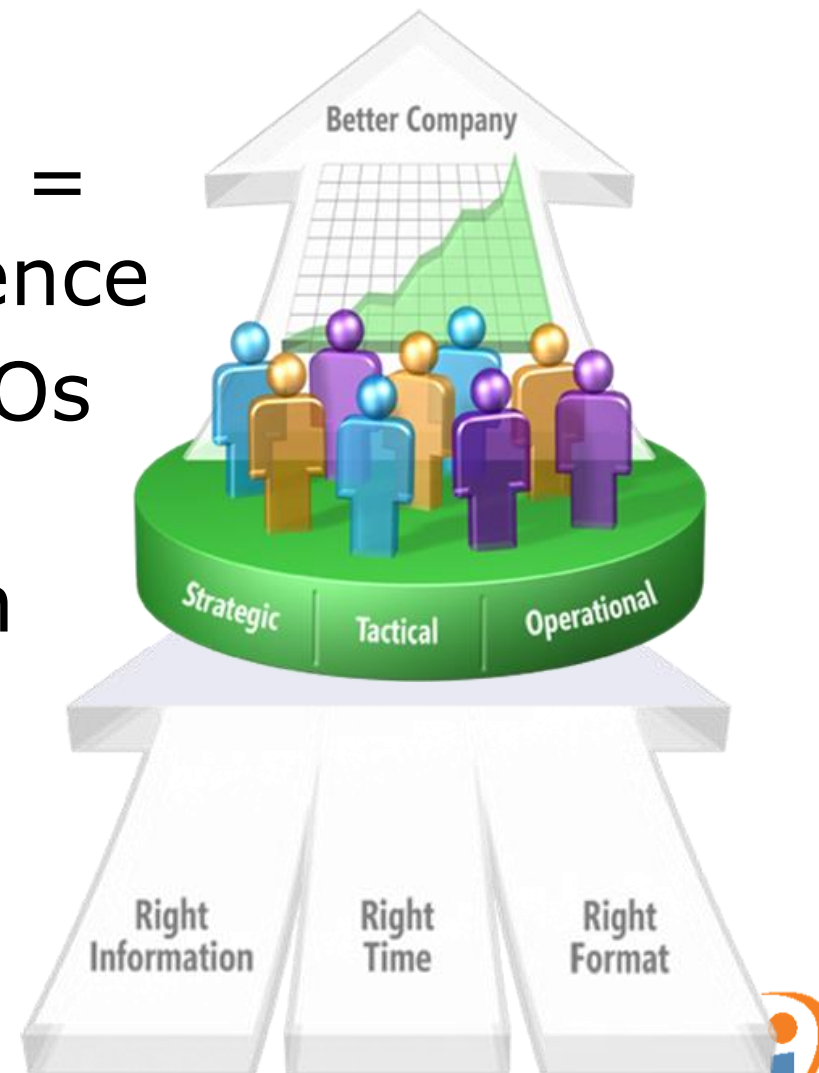 Better Company
=
ence
Os
n
Strategic
Tactical
Operational
Right
Information
Right
Time
Right
Format